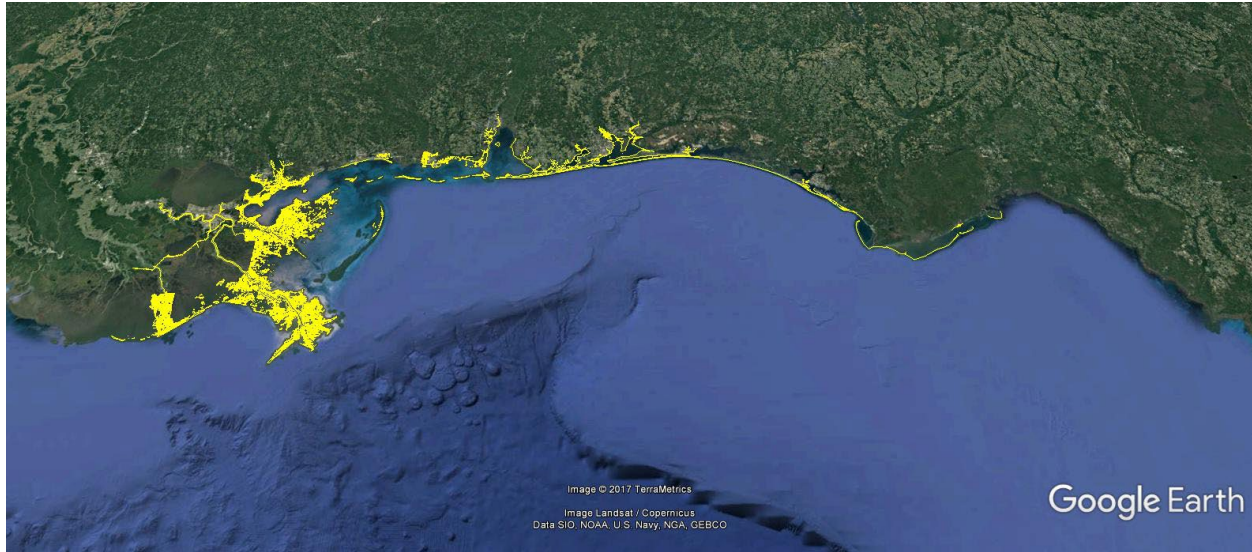 Image © 2017 TerraMetrics
Image Landsat / Copernicus
Data SIO, NOAA, U.S. Navy, NGA, GEBCO
Google Earth